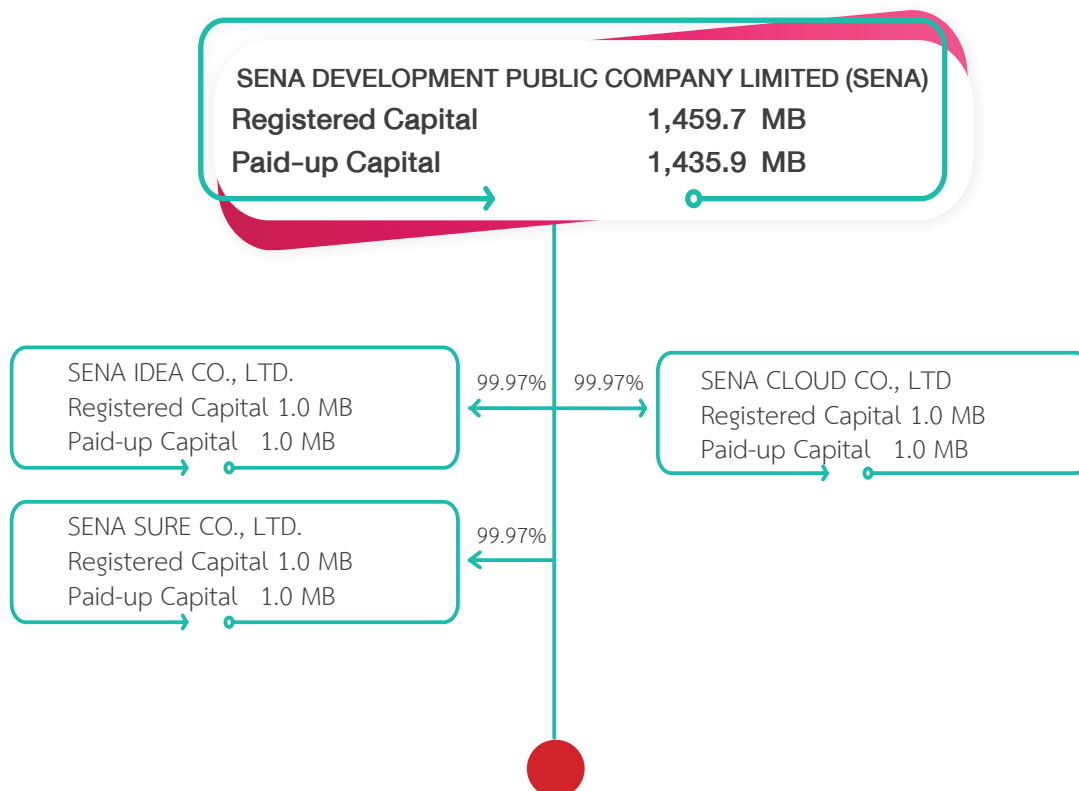 SENA DEVELOPMENT PUBLIC COMPANY LIMITED (SENA)
Registered Capital 1,459.7 MB
Paid-up Capital 1,435.9 MB
SENA IDEA CO., LTD.
Registered Capital 1.0 MB
Paid-up Capital 1.0 MB
99.97%
99.97%
SENA CLOUD CO., LTD
Registered Capital 1.0 MB
Paid-up Capital 1.0 MB
SENA SURE CO., LTD.
Registered Capital 1.0 MB
Paid-up Capital 1.0 MB
99.97%